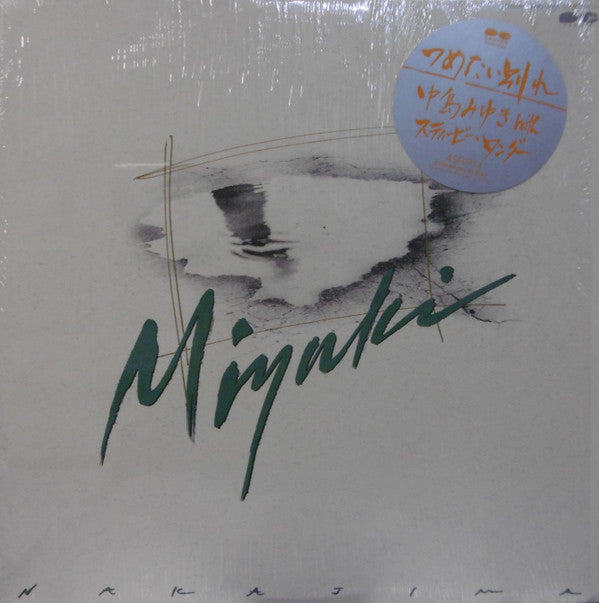 つめたい別れ
中島みゆき with
スティービー・ワンダー
Miyuki
NAKAJIMA